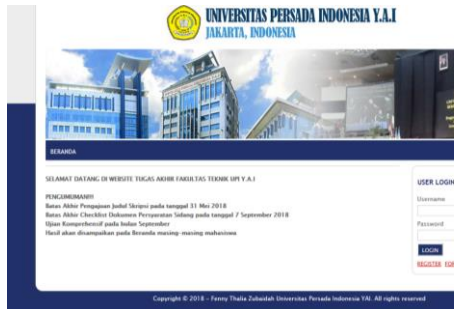 UNIVERSITAS PERSADA INDONESIA Y.A.I
JAKARTA, INDONESIA
BERANDA
SELAMAT DATANG DI WEBSITE TUGAS AKHIR FAKULTAS TEKNIK UPI Y.A.I
PENGUMUMAN!!!
Batas Akhir Pengajuan Judul Skripsi pada tanggal 31 Mei 2018
Batas Akhir Checklist Dokumen Persyaratan Sidang pada tanggal 7 September 2018
Ujian Komprehensif pada bulan September
Hasil akan disampaikan pada Beranda masing- masing mahasiswa
USER LOGIN
Username
Password
LOGIN
REGISTER FOR
Copyright © 2018 - Fenny Thalia Zubaidah Universitas Persada Indonesia YAI. All rights reserved